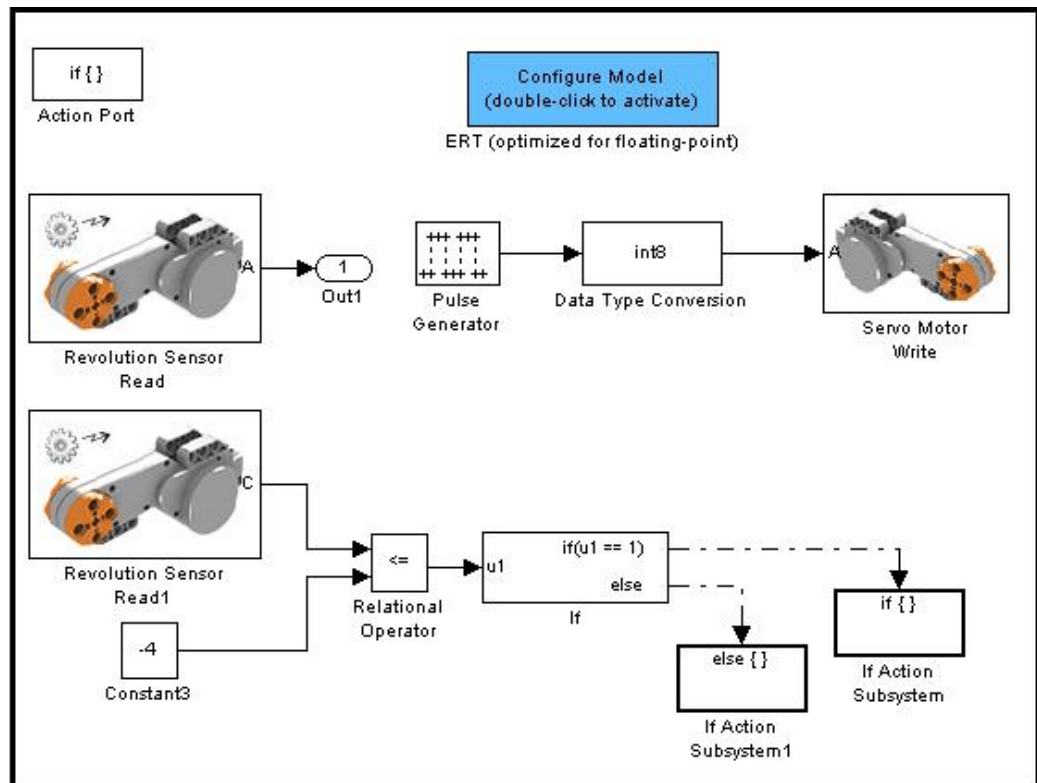 if { }
Action Port
Configure Model
(double-click to activate)
ERT (optimized for floating-point)
A
Revolution Sensor
Read
1
Out1
Pulse
Generator
int8
Data Type Conversion
A
Servo Motor
Write
C
Revolution Sensor
Read1
-4
Constant3
<=
Relational
Operator
u1
if(u1 == 1)
else
If
else { }
If Action
Subsystem1
if { }
If Action
Subsystem